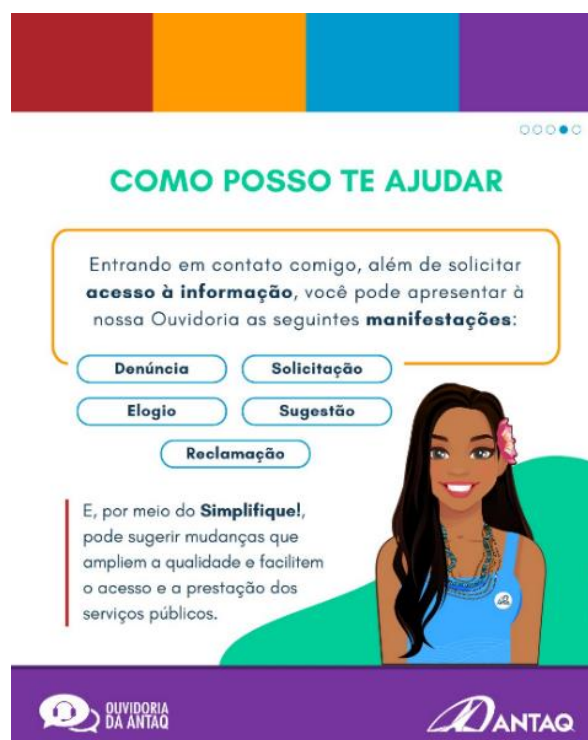 COMO POSSO TE AJUDAR
Entrando em contato comigo, além de solicitar
acesso à informação, você pode apresentar à
nossa Ouvidoria as seguintes manifestações:
Denúncia
Solicitação
Elogio
Sugestão
Reclamação
E, por meio do Simplifique!,
pode sugerir mudanças que
ampliem a qualidade e facilitem
o acesso e a prestação dos
serviços públicos.
OUVIDORIA
DA ANTAQ
ANTAQ